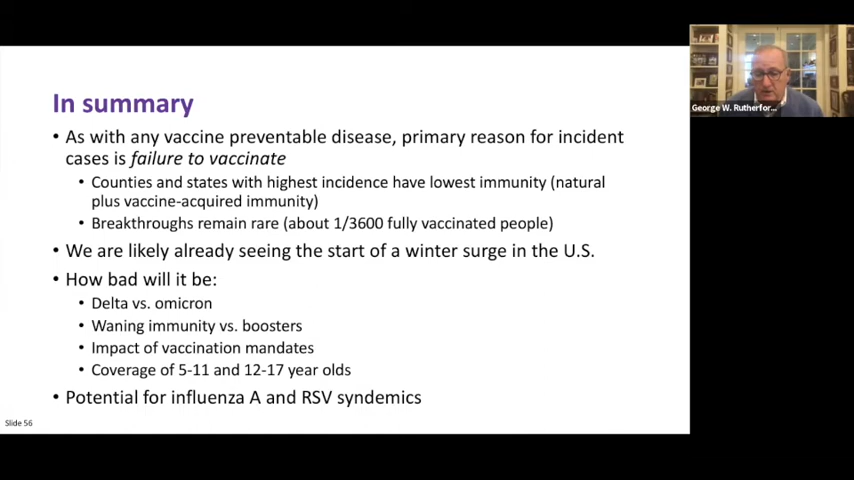 In summary
• As with any vaccine preventable disease, primary reason for incident
cases is failure to vaccinate
• Counties and states with highest incidence have lowest immunity (natural
plus vaccine-acquired immunity)
• Breakthroughs remain rare (about 1/3600 fully vaccinated people)
• We are likely already seeing the start of a winter surge in the U.S.
• How bad will it be:
• Delta vs. omicron
• Waning immunity vs. boosters
• Impact of vaccination mandates
• Coverage of 5-11 and 12-17 year olds
• Potential for influenza A and RSV syndemics
Slide 56
George W. Rutherfor...